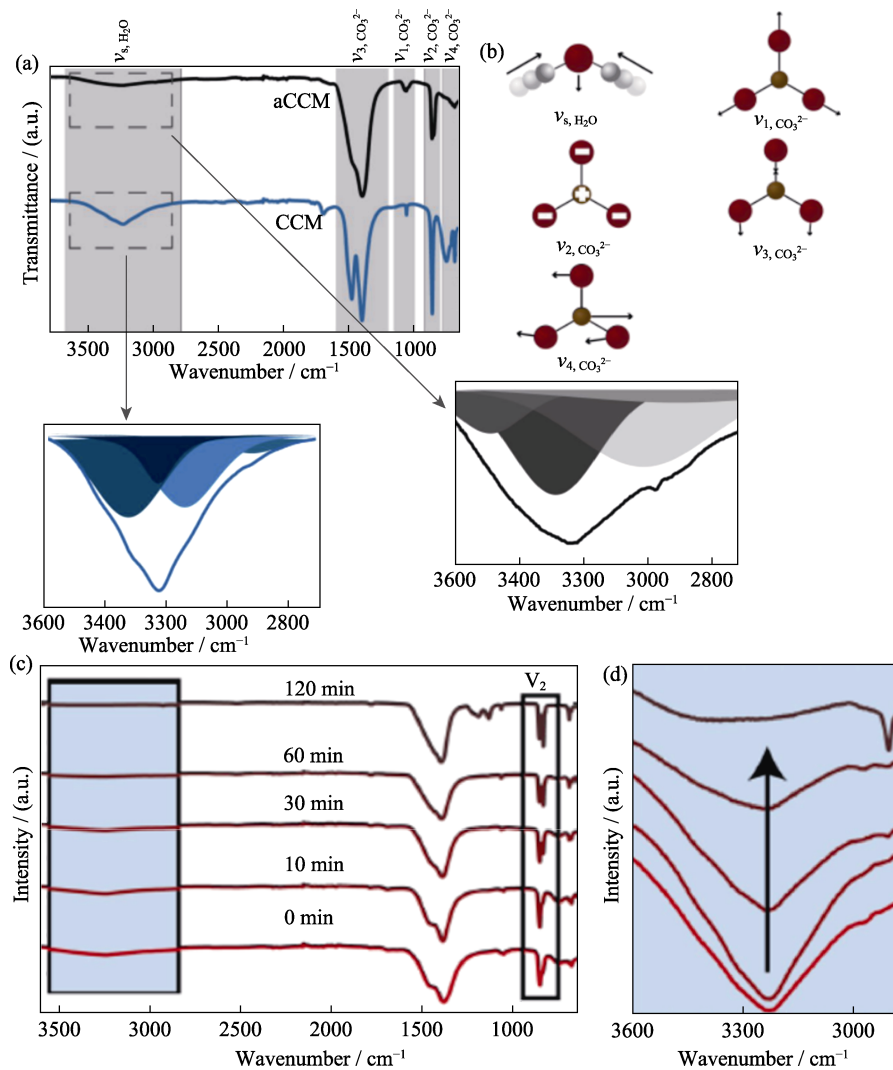 (a)
ν_s, H₂O
ν₃, CO₃²⁻
ν₁, CO₃²⁻
ν₂, CO₃²⁻
ν₄, CO₃²⁻
aCCM
CCM
Transmittance / (a.u.)
3500 3000 2500 2000 1500 1000
Wavenumber / cm⁻¹
(b)
ν_s, H₂O
ν₁, CO₃²⁻
ν₂, CO₃²⁻
ν₃, CO₃²⁻
ν₄, CO₃²⁻
3600 3400 3300 3000 2800
Wavenumber / cm⁻¹
3600 3400 3300 3000 2800
Wavenumber / cm⁻¹
(c)
V₂
120 min
60 min
30 min
10 min
0 min
Intensity / (a.u.)
3500 3000 2500 2000 1500 1000
Wavenumber / cm⁻¹
(d)
Intensity / (a.u.)
3600 3300 3000
Wavenumber / cm⁻¹